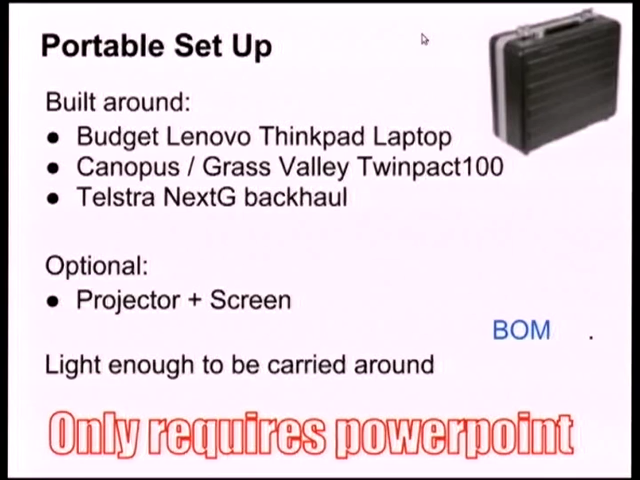 Portable Set Up
Built around:
● Budget Lenovo Thinkpad Laptop
● Canopus / Grass Valley Twinpact100
● Telstra NextG backhaul
Optional:
● Projector + Screen
BOM .
Light enough to be carried around
Only requires powerpoint